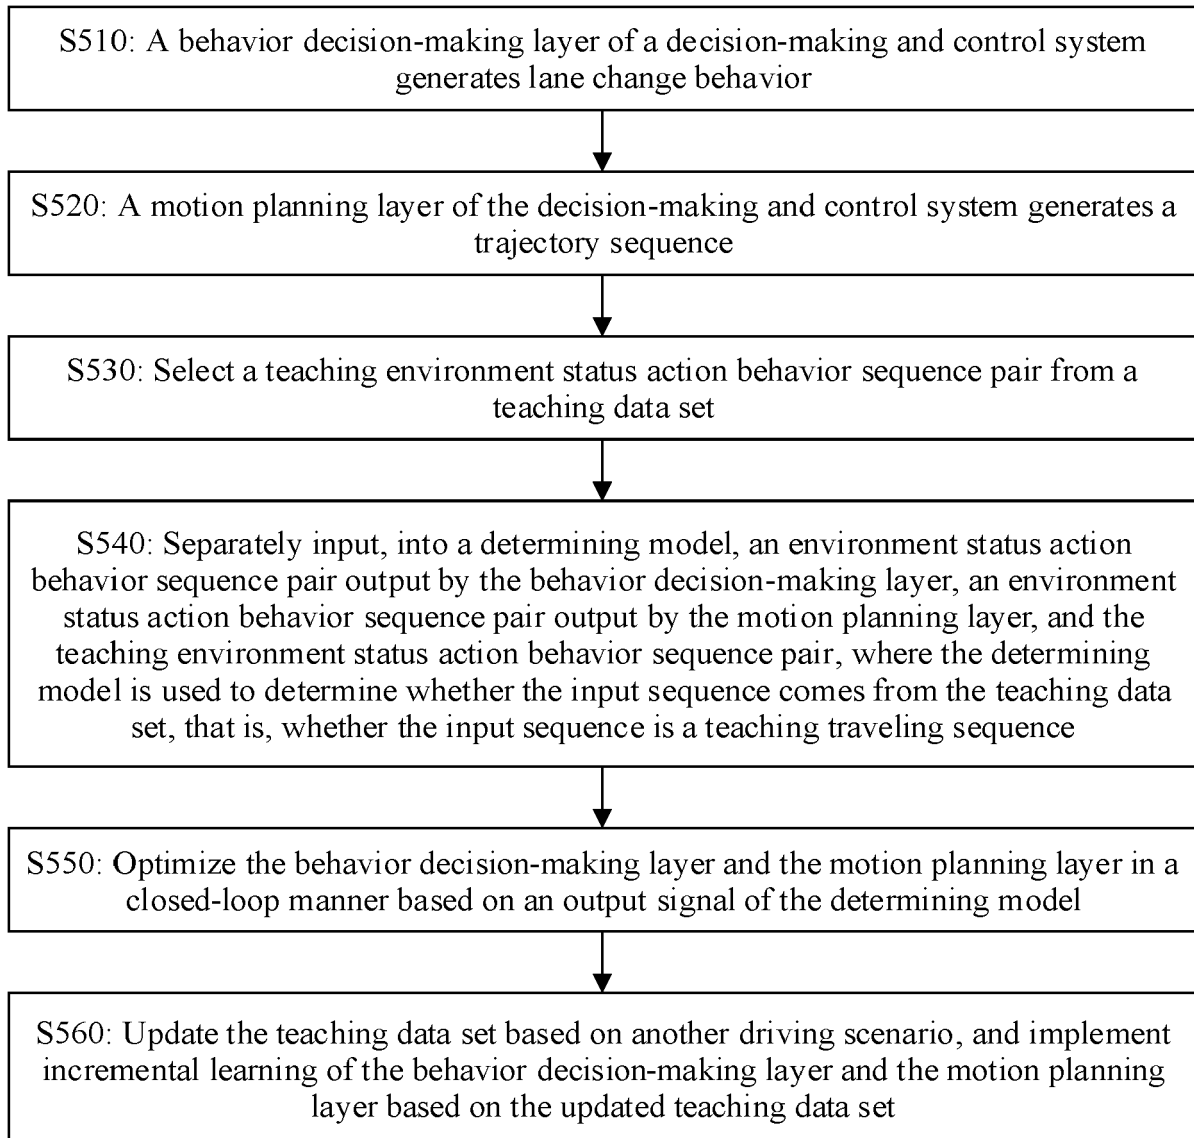 S510: A behavior decision-making layer of a decision-making and control system
generates lane change behavior
S520: A motion planning layer of the decision-making and control system generates a
trajectory sequence
S530: Select a teaching environment status action behavior sequence pair from a
teaching data set
S540: Separately input, into a determining model, an environment status action
behavior sequence pair output by the behavior decision-making layer, an environment
status action behavior sequence pair output by the motion planning layer, and the
teaching environment status action behavior sequence pair, where the determining
model is used to determine whether the input sequence comes from the teaching data
set, that is, whether the input sequence is a teaching traveling sequence
S550: Optimize the behavior decision-making layer and the motion planning layer in a
closed-loop manner based on an output signal of the determining model
S560: Update the teaching data set based on another driving scenario, and implement
incremental learning of the behavior decision-making layer and the motion planning
layer based on the updated teaching data set